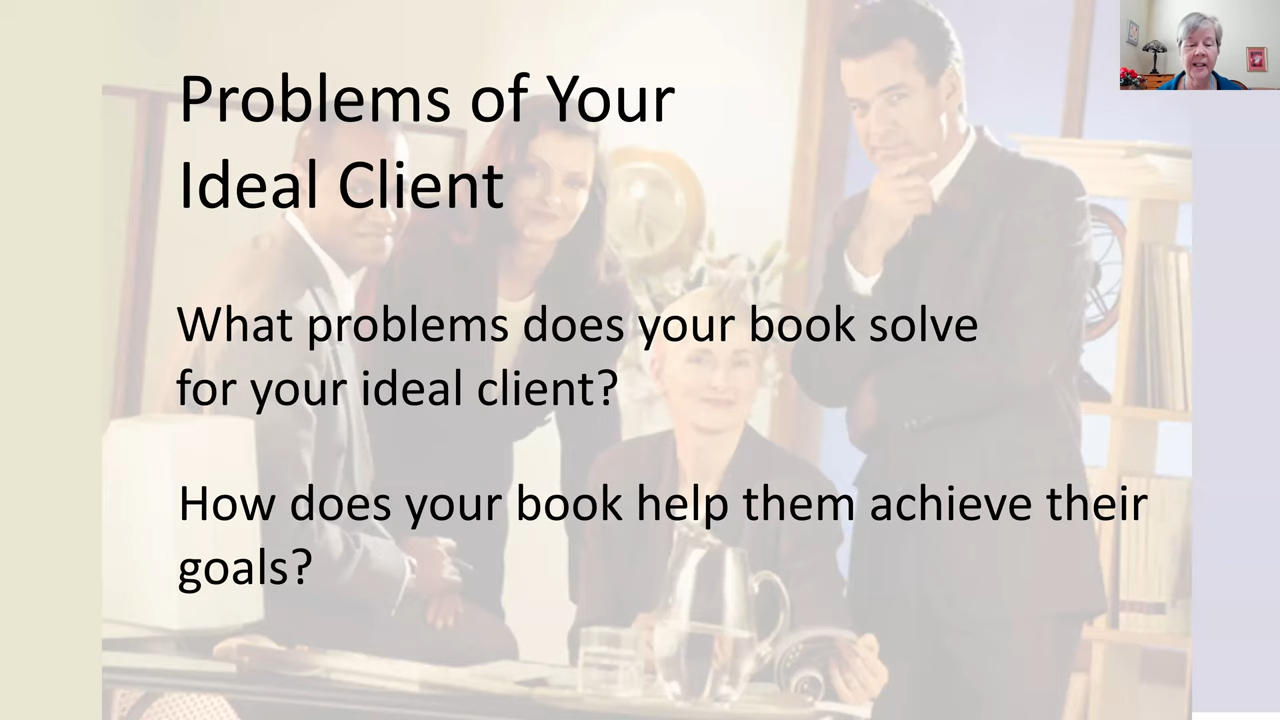 Problems of Your
Ideal Client
What problems does your book solve
for your ideal client?
How does your book help them achieve their
goals?